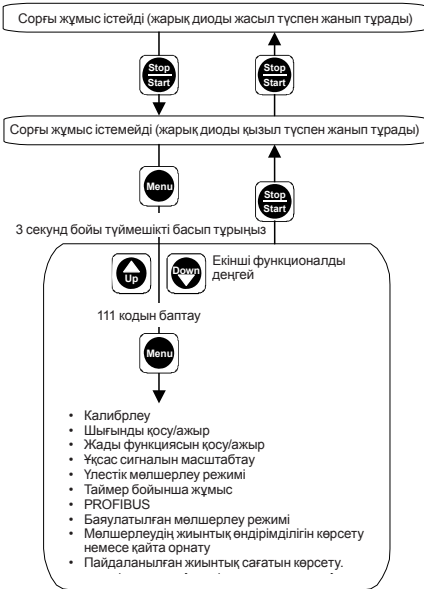 Сорғы жұмыс істейді (жарық диоды жасыл түспен жанып тұрады)
Stop
Start
Stop
Start
Сорғы жұмыс істемейді (жарық диоды қызыл түспен жанып тұрады)
Menu
Stop
Start
3 секунд бойы түймешікті басып тұрыңыз
Up
Down
Екінші функционалды
деңгей
111 кодын баптау
Menu
• Калибрлеу
• Шығынды қосу/ажыр
• Жады функциясын қосу/ажыр
• Ұқсас сигналын масштабтау
• Үлестік мөлшерлеу режимі
• Таймер бойынша жұмыс
• PROFIBUS
• Баяулатылған мөлшерлеу режимі
• Мөлшерлеудің жиынтық өндірімділігін көрсету
немесе қайта орнату
• Пайдаланылған жиынтық сағатын көрсету.